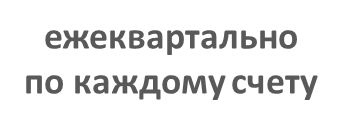 ежеквартально
по каждому счету